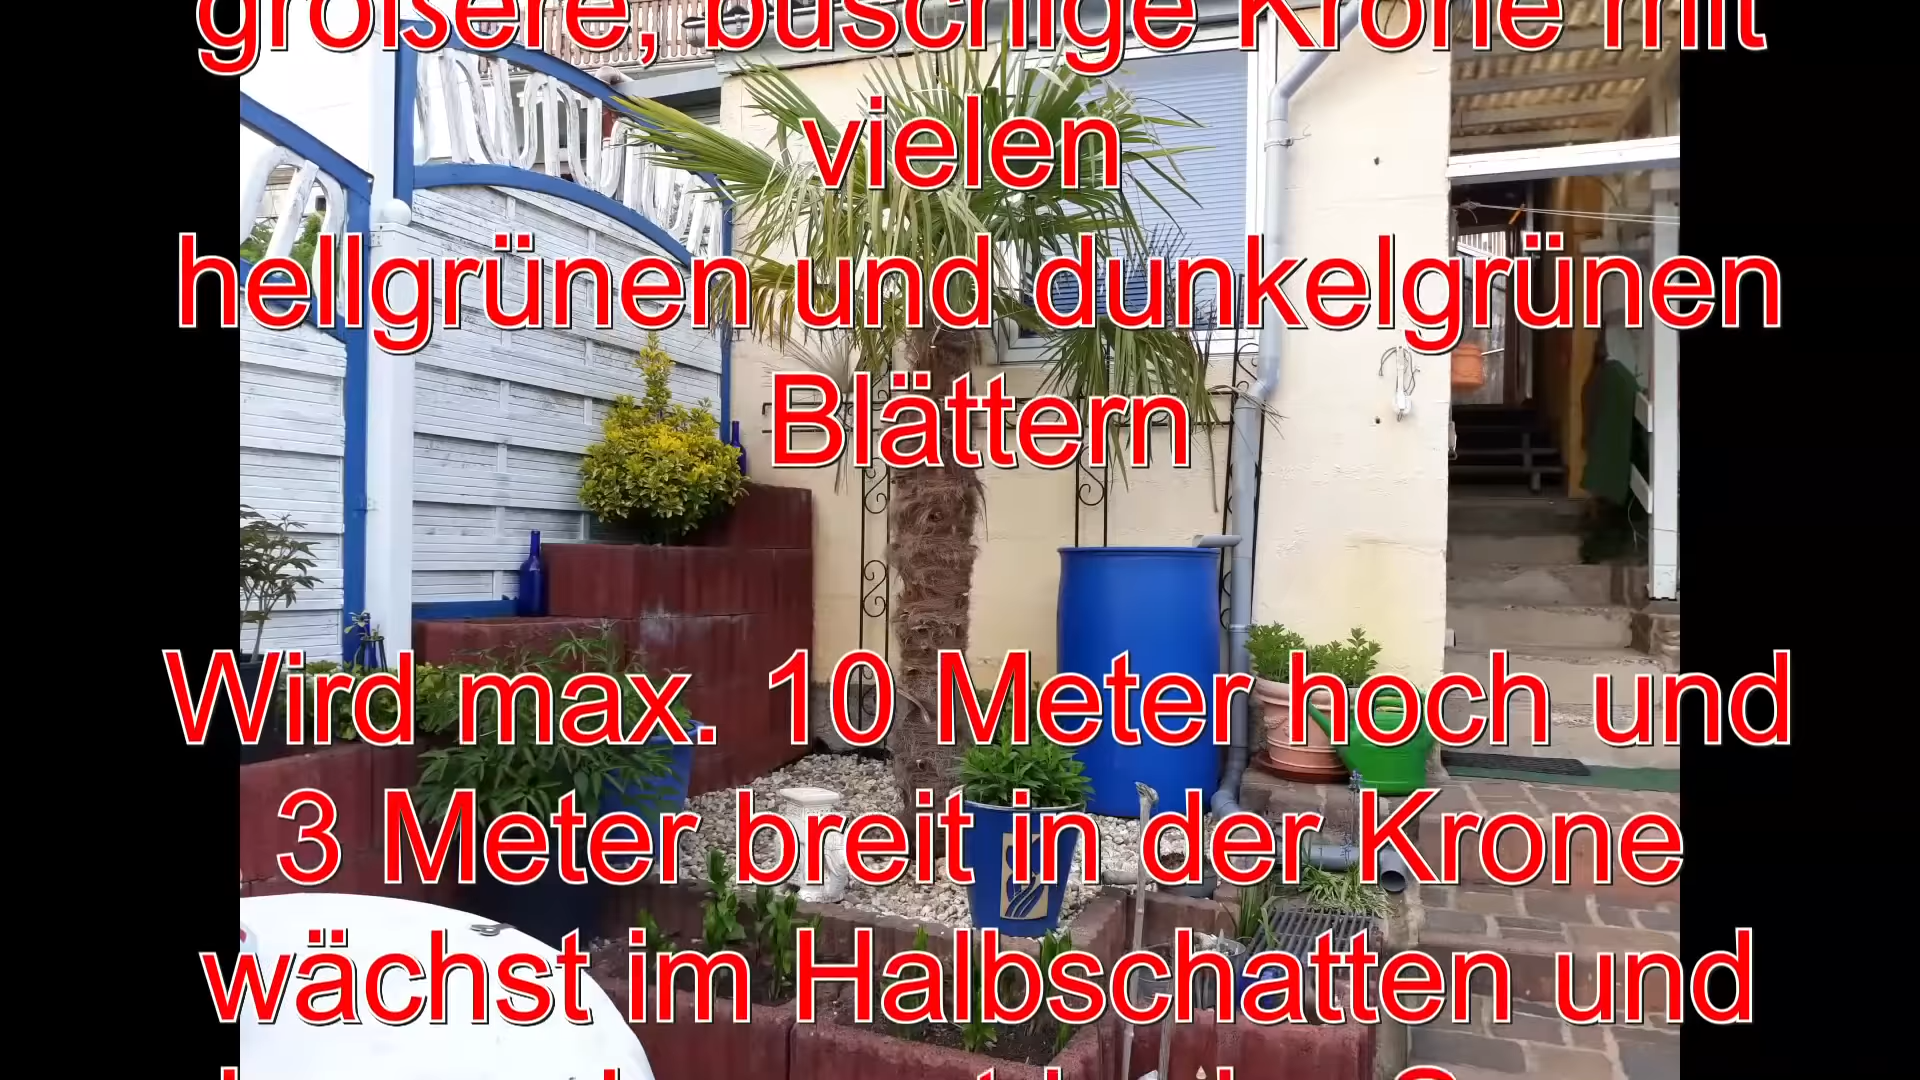 größere, buschige Krone mit
vielen
hellgrünen und dunkelgrünen
Blättern
Wird max. 10 Meter hoch und
3 Meter breit in der Krone
wächst im Halbschatten und